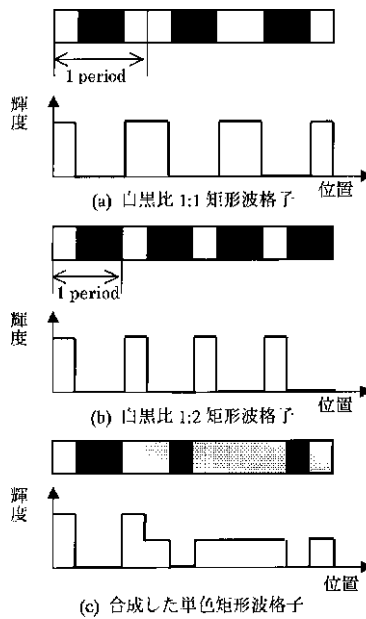 1 period
輝度
位置
(a) 白黒比 1:1 矩形波格子
1 period
輝度
位置
(b) 白黒比 1:2 矩形波格子
輝度
位置
(c) 合成した単色矩形波格子